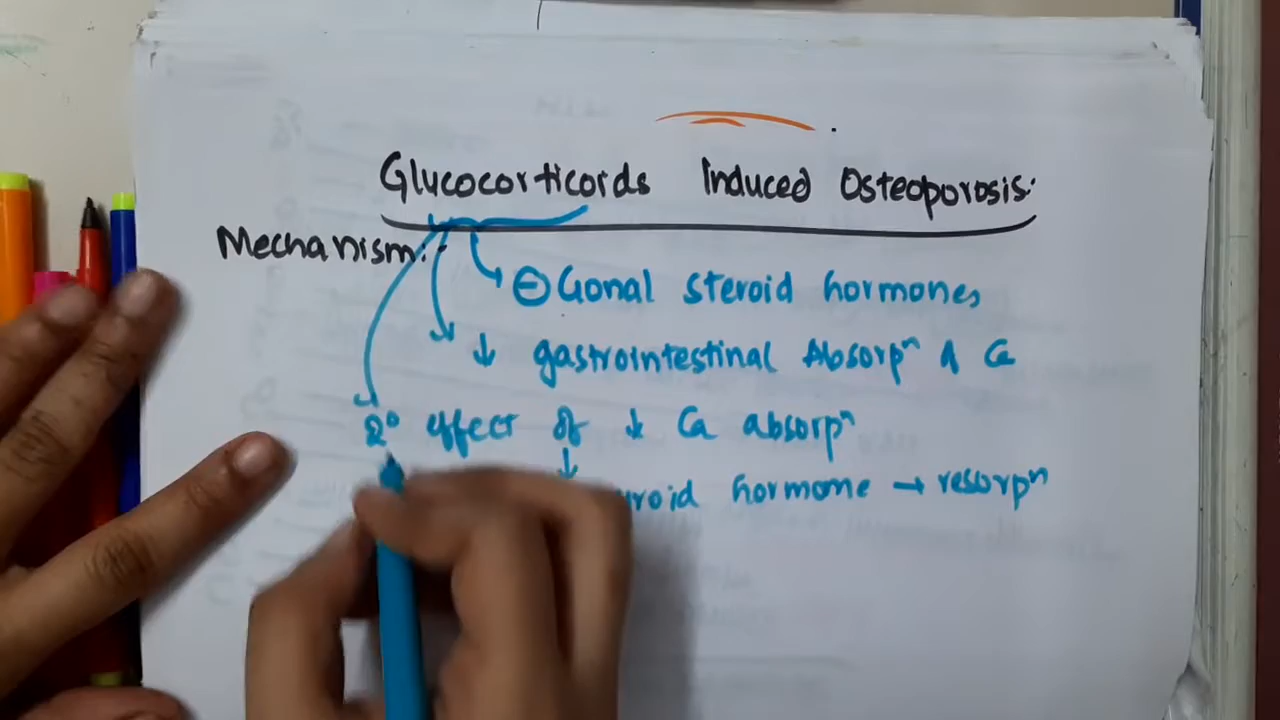 Glucocorticords Induced Osteoporosis:
Mechanism:
⊖ Gonal steroid hormones
↓ gastrointestinal Absorpⁿ of Ca
2° effect of ↓ Ca absorpⁿ
↓
hormone → resorpⁿ